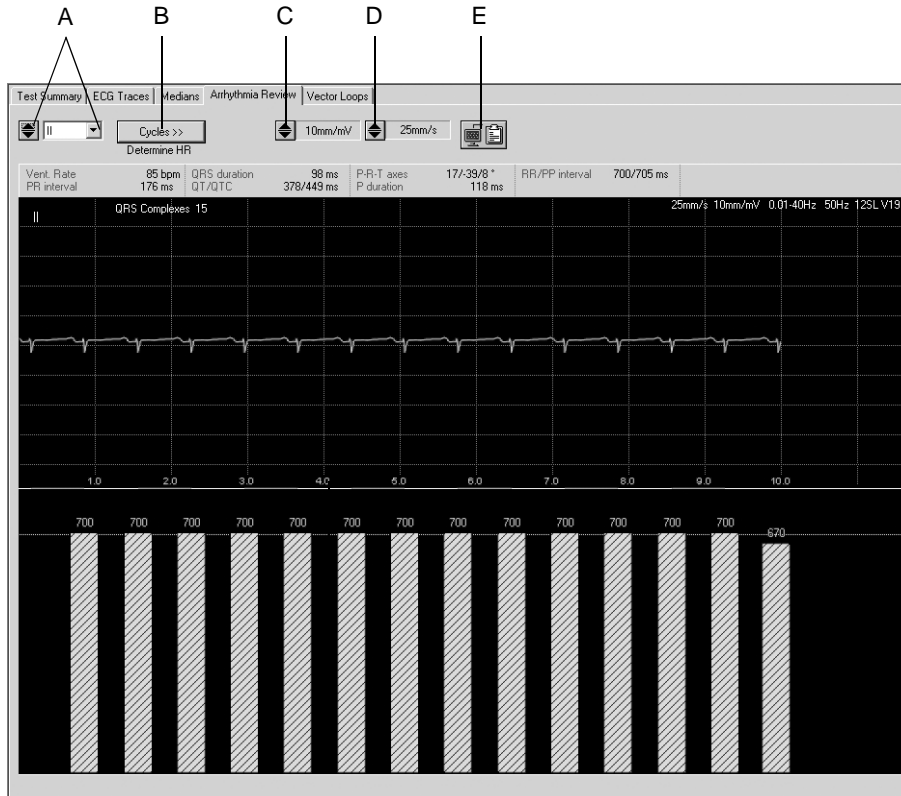 A B C D E
Test Summary ECG Traces Medians Arrhythmia Review Vector Loops
II Cycles >> 10mm/mV 25mm/s
Determine HR
Vent. Rate 85 bpm QRS duration 98 ms P-R-T axes 17/-39/8 ° RR/PP interval 700/705 ms
PR interval 176 ms QT/QTC 378/449 ms P duration 118 ms
II QRS Complexes 15 25mm/s 10mm/mV 0.01-40Hz 50Hz 12SL V19
1.0 2.0 3.0 4.0 5.0 6.0 7.0 8.0 9.0 10.0
700 700 700 700 700 700 700 700 700 700 700 700 700 670